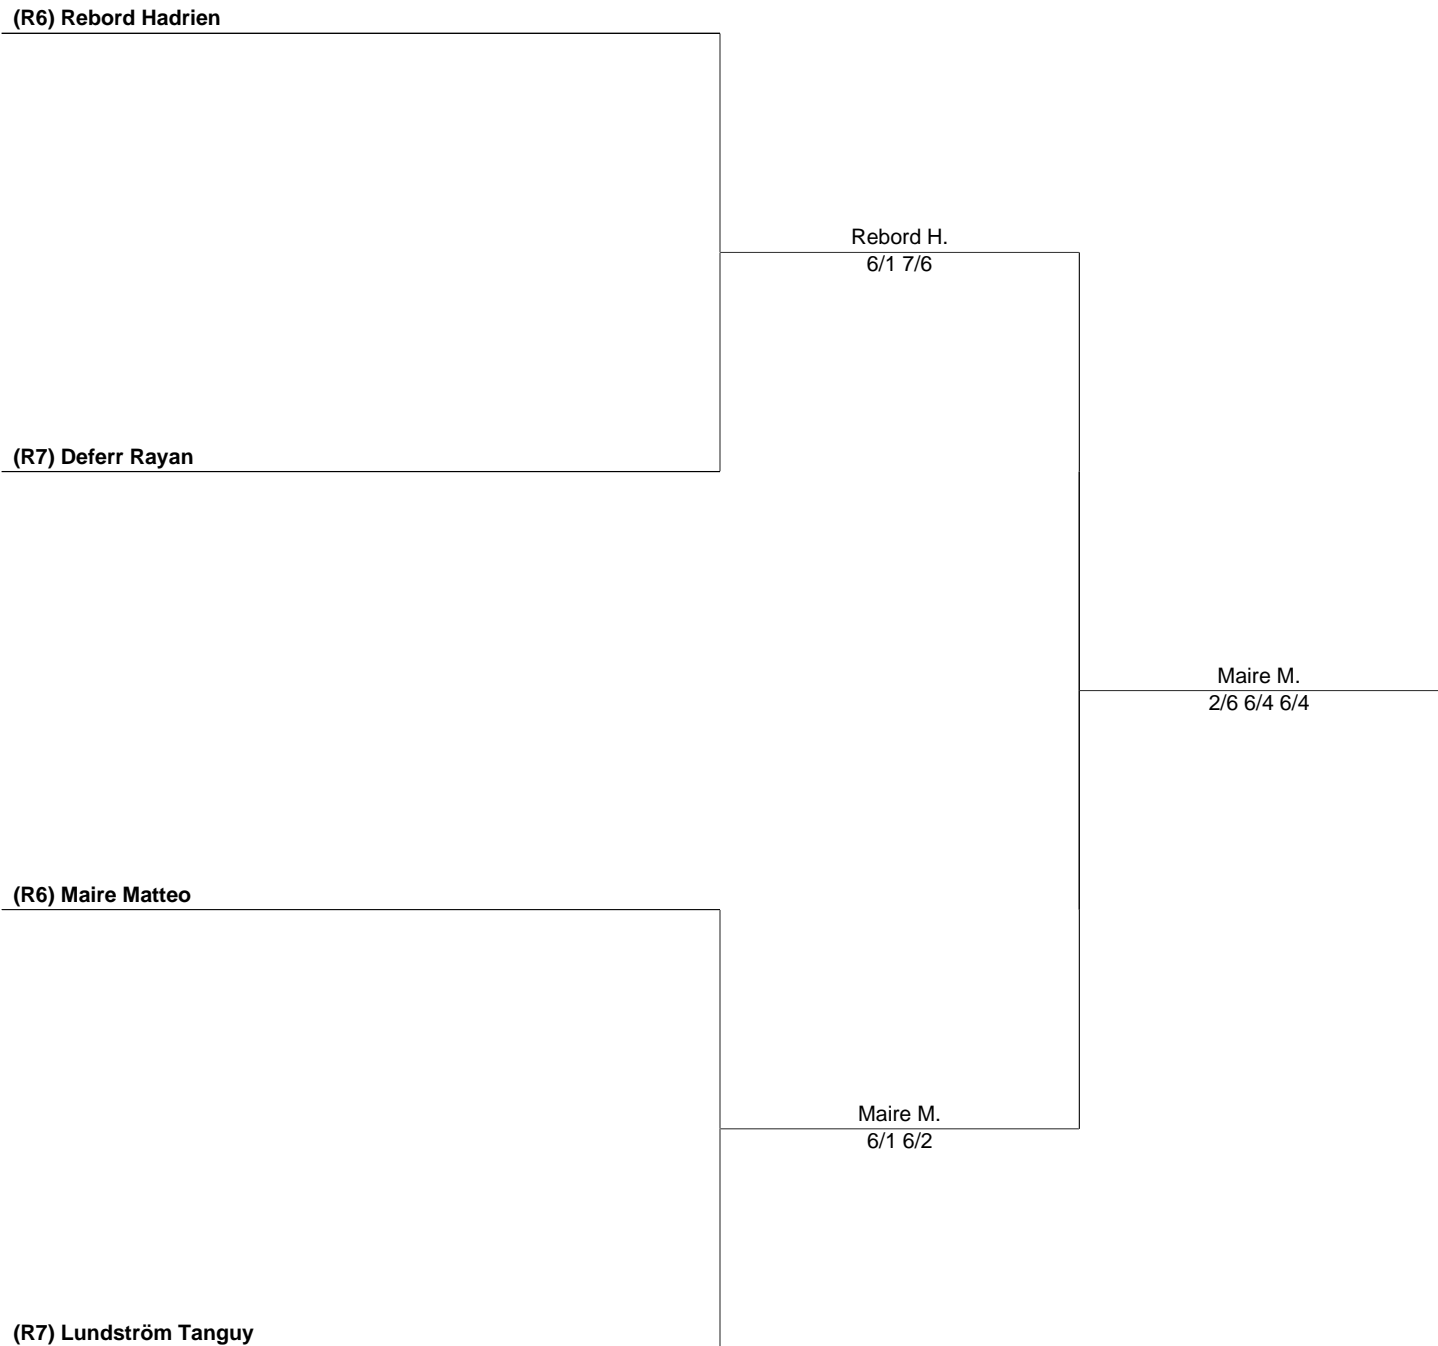 (R6) Rebord Hadrien
Rebord H.
6/1 7/6
(R7) Deferr Rayan
Maire M.
2/6 6/4 6/4
(R6) Maire Matteo
Maire M.
6/1 6/2
(R7) Lundström Tanguy